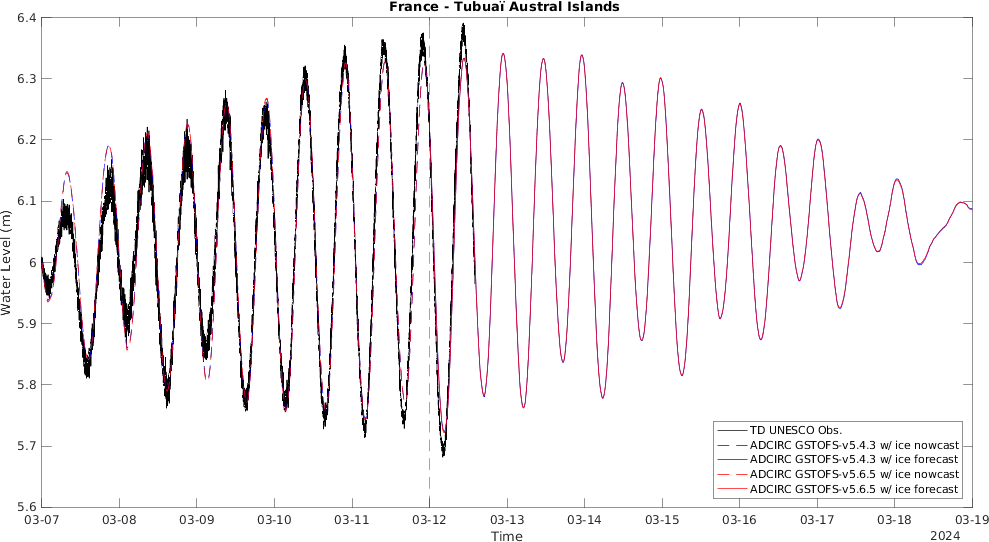 France - Tubuaï Austral Islands
6.4
6.3
6.2
6.1
6
5.9
5.8
5.7
5.6
Water Level (m)
TD UNESCO Obs.
ADCIRC GSTOFS-v5.4.3 w/ ice nowcast
ADCIRC GSTOFS-v5.4.3 w/ ice forecast
ADCIRC GSTOFS-v5.6.5 w/ ice nowcast
ADCIRC GSTOFS-v5.6.5 w/ ice forecast
03-07 03-08 03-09 03-10 03-11 03-12 03-13 03-14 03-15 03-16 03-17 03-18 03-19
Time
2024